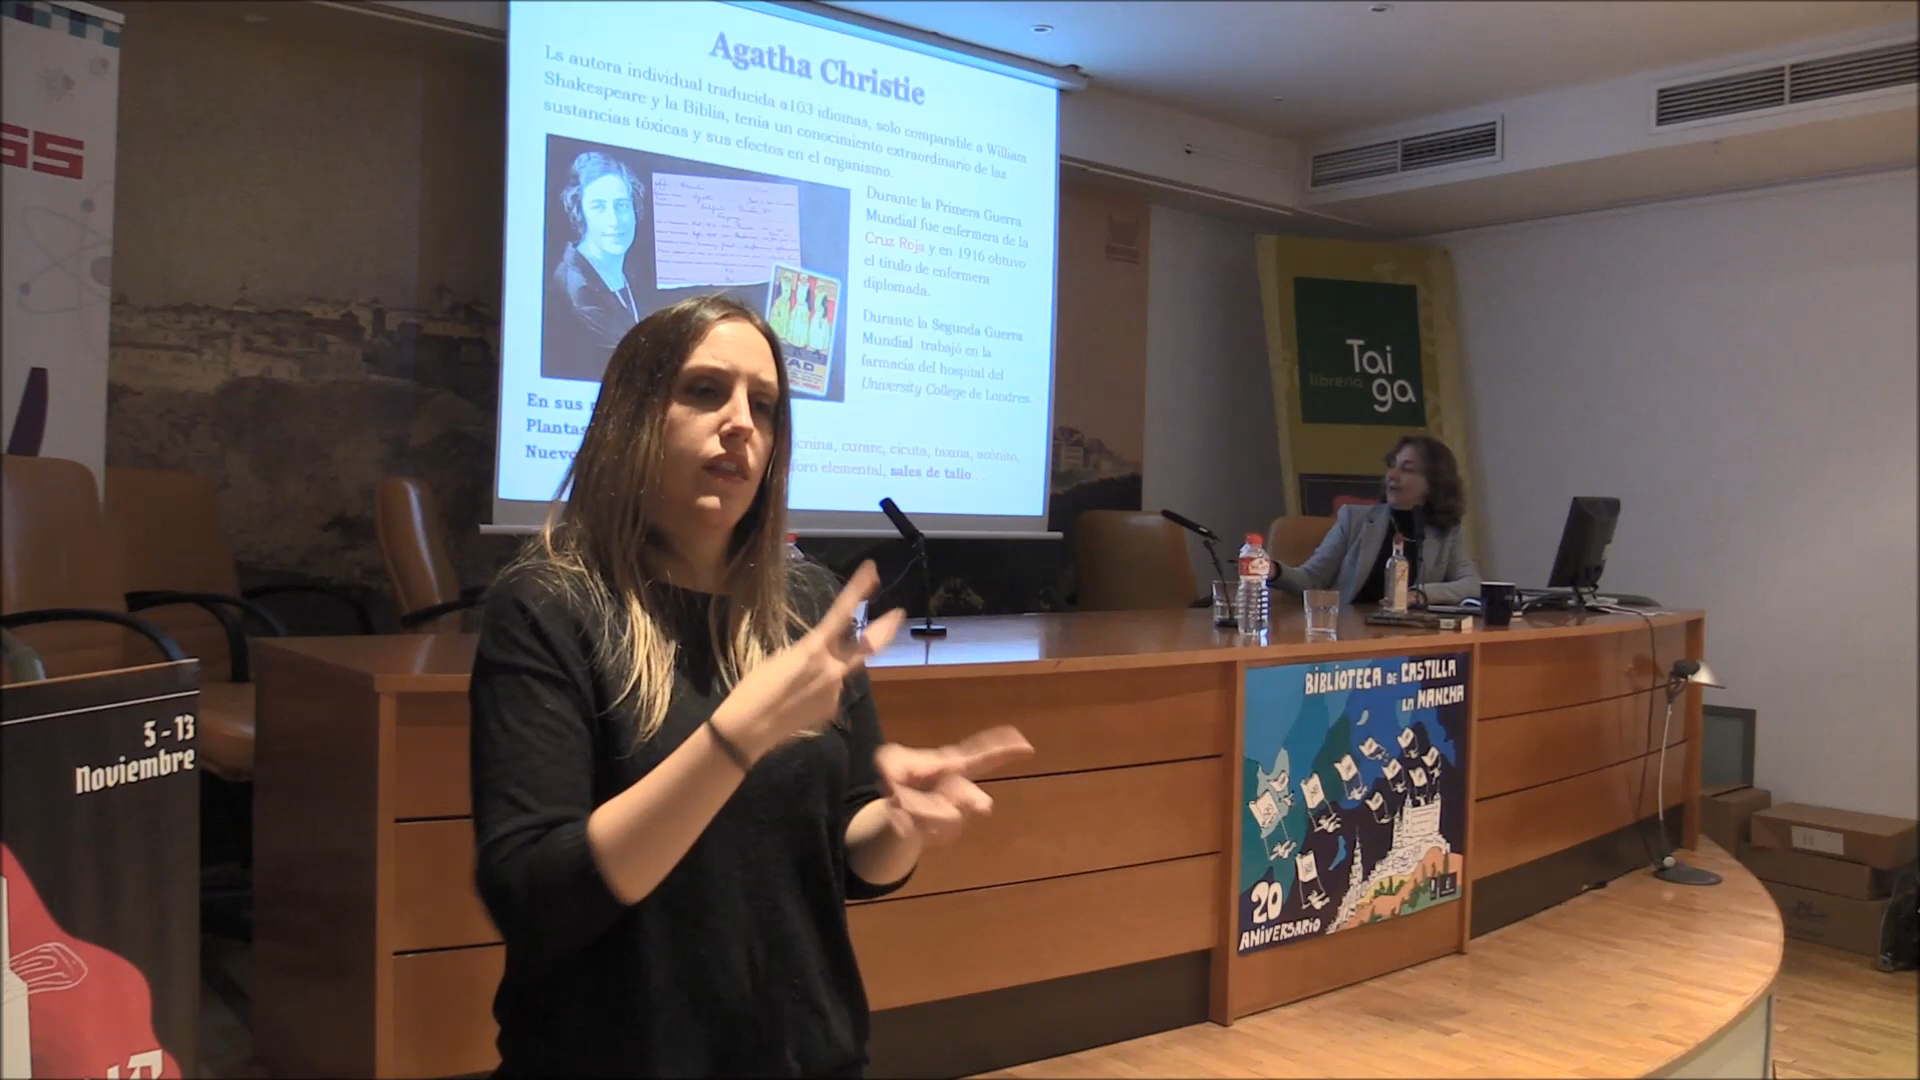 Agatha Christie
Ls autora individual traducida a103 idiomas, solo comparable a William
Shakespeare y la Biblia, tenía un conocimiento extraordinario de las
sustancias tóxicas y sus efectos en el organismo.
Durante la Primera Guerra
Mundial fue enfermera de la
Cruz Roja y en 1916 obtuvo
el título de enfermera
diplomada.
Durante la Segunda Guerra
Mundial trabajó en la
farmacia del hospital del
University College de Londres.
En sus
Plantas
curare, cicuta, taxina, acónito,
Nuevo
elemental, sales de talio
Tai
ga
librería
5 - 13
Noviembre
BIBLIOTECA DE CASTILLA
LA MANCHA
20
ANIVERSARIO